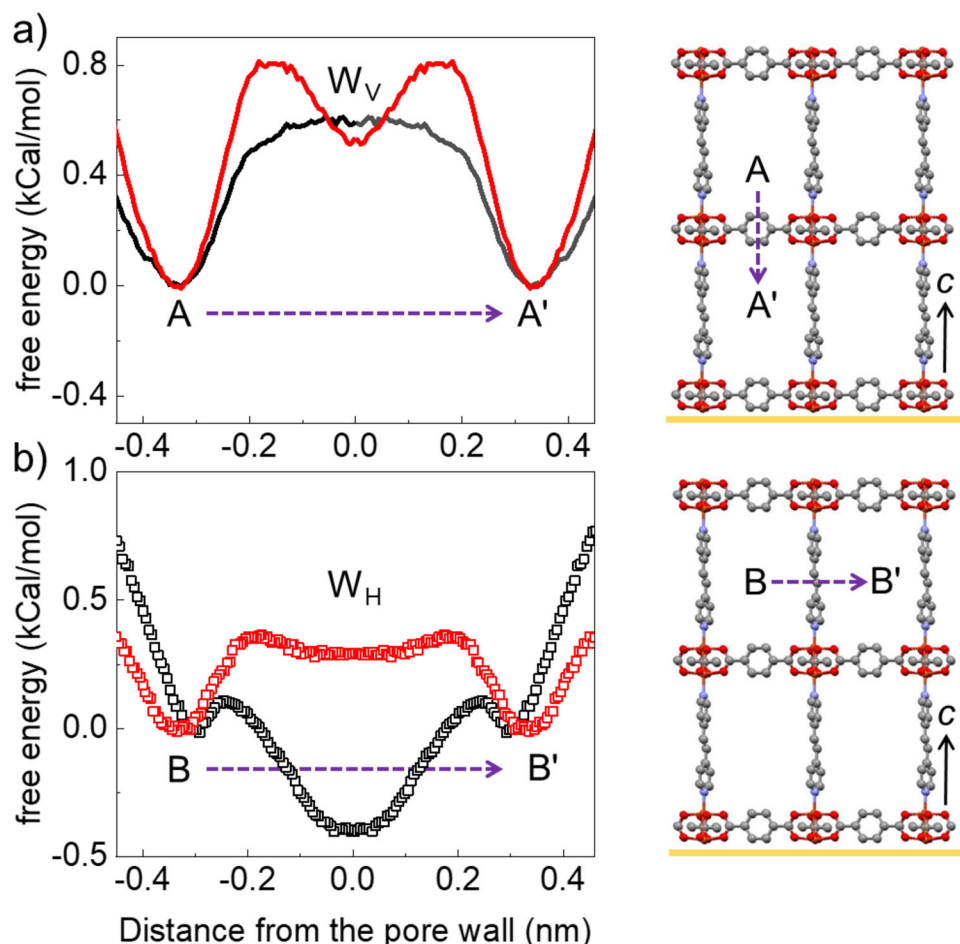 a)
free energy (kCal/mol)
0.8
0.4
0.0
-0.4
W_V
A
A'
-0.4 -0.2 0.0 0.2 0.4
A
A'
c
b)
free energy (kCal/mol)
1.0
0.5
0.0
-0.5
W_H
B
B'
-0.4 -0.2 0.0 0.2 0.4
Distance from the pore wall (nm)
B
B'
c